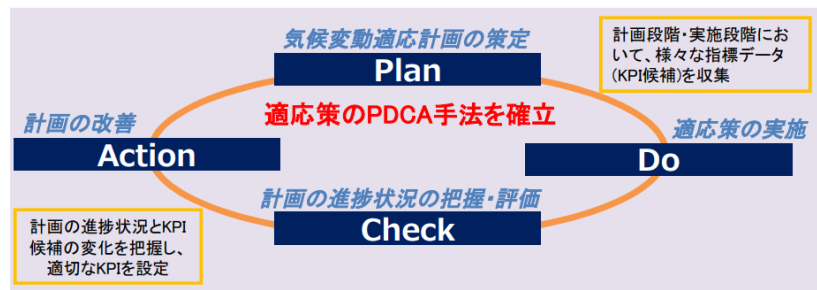 気候変動適応計画の策定
Plan
計画段階・実施段階にお
いて、様々な指標データ
(KPI候補)を収集
適応策のPDCA手法を確立
計画の改善
Action
適応策の実施
Do
計画の進捗状況の把握・評価
Check
計画の進捗状況とKPI
候補の変化を把握し、
適切なKPIを設定